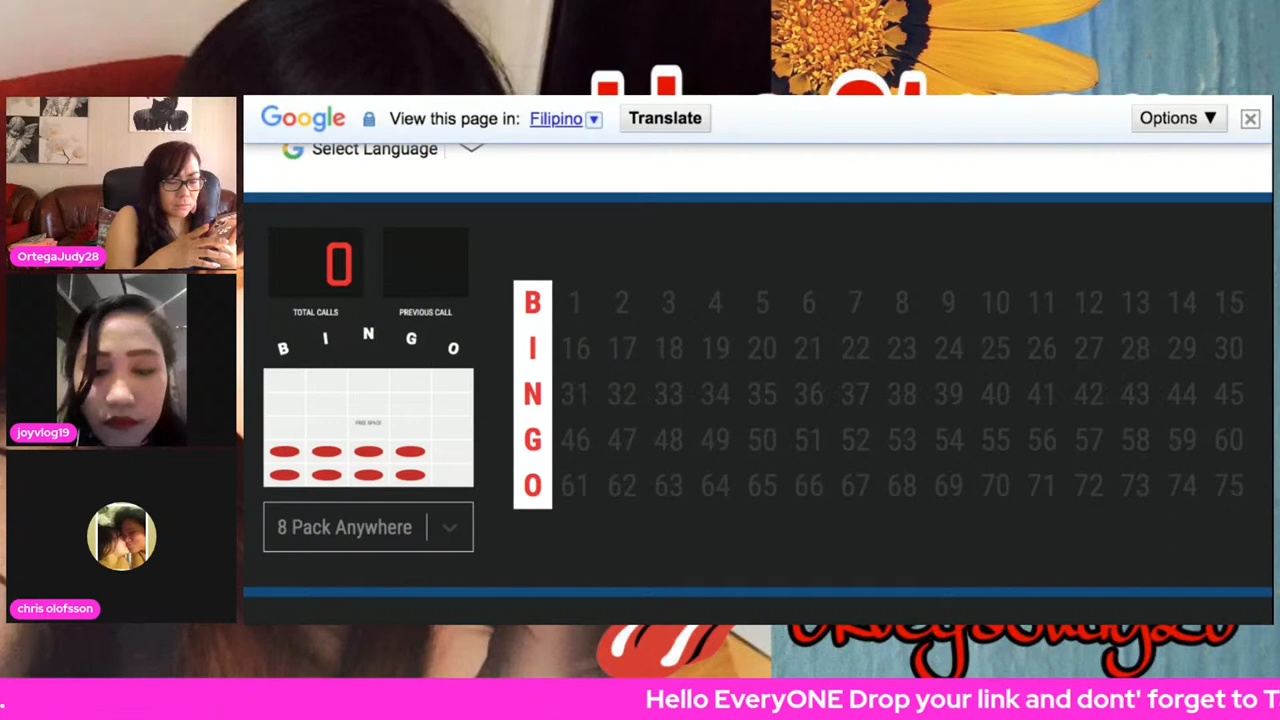 Google View this page in: Filipino Translate Options ▼
Select Language
0
TOTAL CALLS PREVIOUS CALL
B I N G O
FREE SPACE
8 Pack Anywhere
B 1 2 3 4 5 6 7 8 9 10 11 12 13 14 15
I 16 17 18 19 20 21 22 23 24 25 26 27 28 29 30
N 31 32 33 34 35 36 37 38 39 40 41 42 43 44 45
G 46 47 48 49 50 51 52 53 54 55 56 57 58 59 60
O 61 62 63 64 65 66 67 68 69 70 71 72 73 74 75
OrtegaJudy28
joyvlog19
chris olofsson
Hello EveryONE Drop your link and dont' forget to T